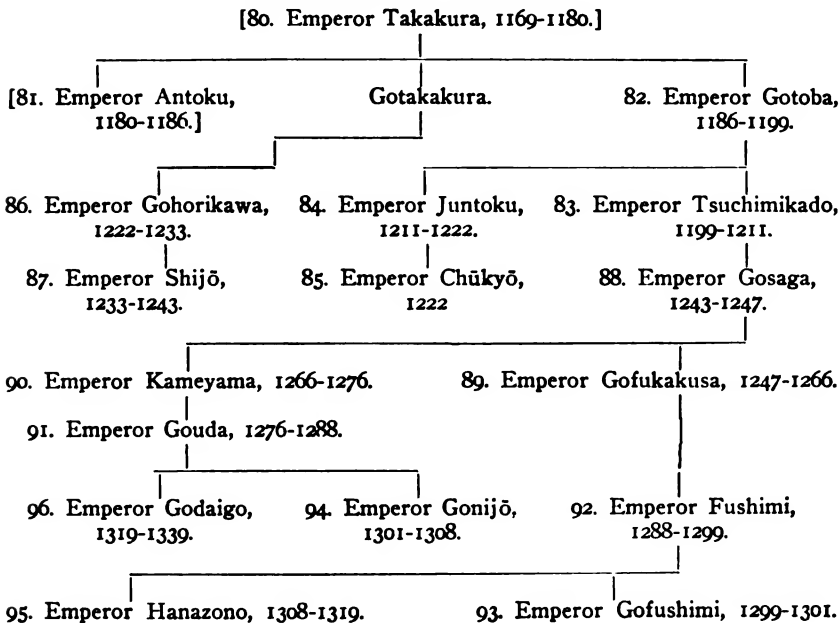 [80. Emperor Takakura, 1169-1180.]
[81. Emperor Antoku,
1180-1186.]
Gotakakura.
82. Emperor Gotoba,
1186-1199.
86. Emperor Gohorikawa,
1222-1233.
84. Emperor Juntoku,
1211-1222.
83. Emperor Tsuchimikado,
1199-1211.
87. Emperor Shijō,
1233-1243.
85. Emperor Chūkyō,
1222
88. Emperor Gosaga,
1243-1247.
90. Emperor Kameyama, 1266-1276.
89. Emperor Gofukakusa, 1247-1266.
91. Emperor Gouda, 1276-1288.
96. Emperor Godaigo,
1319-1339.
94. Emperor Gonijō,
1301-1308.
92. Emperor Fushimi,
1288-1299.
95. Emperor Hanazono, 1308-1319.
93. Emperor Gofushimi, 1299-1301.